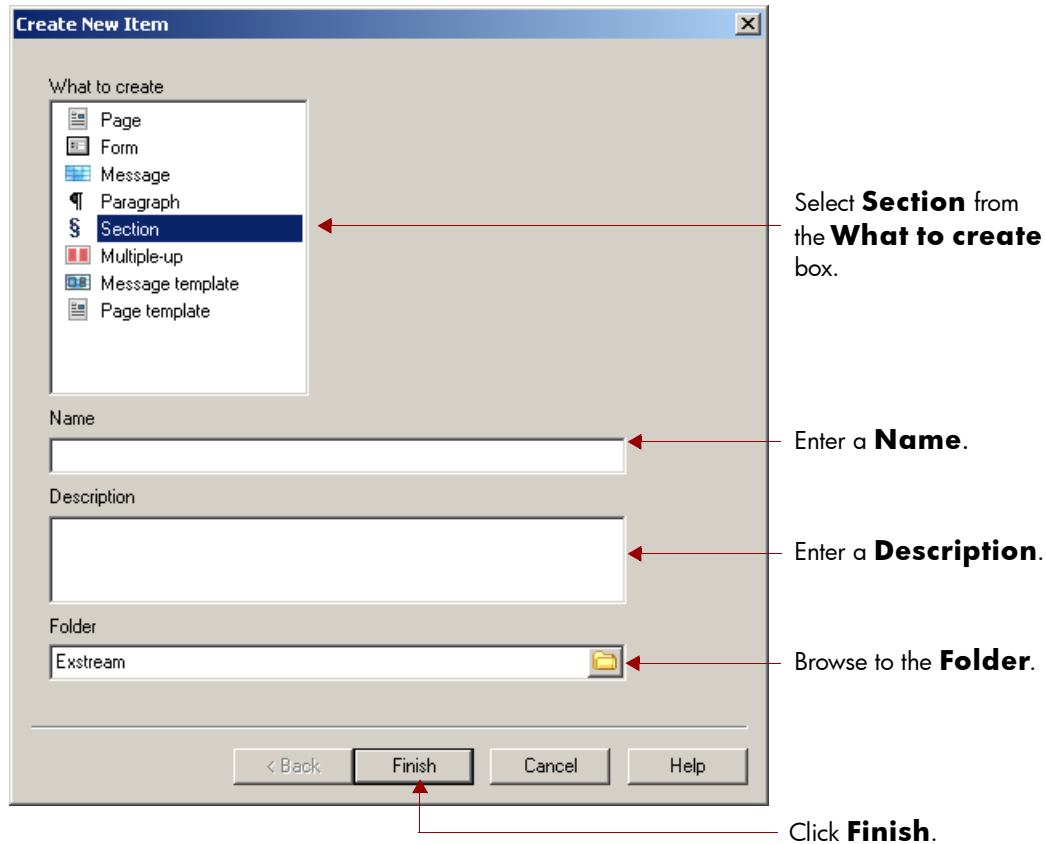 Create New Item
What to create
Page
Form
Message
Paragraph
Section
Multiple-up
Message template
Page template
Select Section from
the What to create
box.
Name
Enter a Name.
Description
Enter a Description.
Folder
Exstream
Browse to the Folder.
< Back
Finish
Cancel
Help
Click Finish.